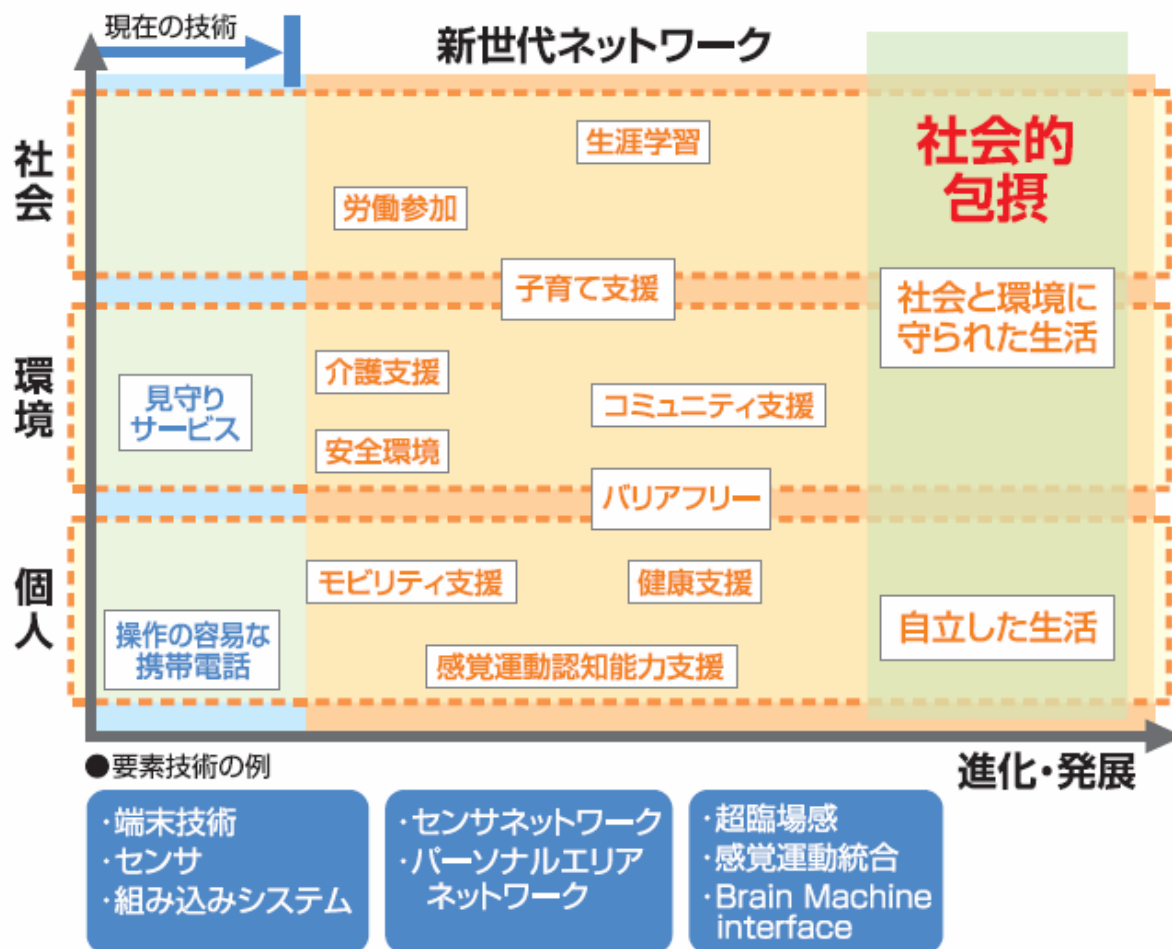 現在の技術
新世代ネットワーク
社会
生涯学習
労働参加
社会的
包摂
子育て支援
社会と環境に
守られた生活
環境
介護支援
見守り
サービス
コミュニティ支援
安全環境
バリアフリー
個人
モビリティ支援
健康支援
操作の容易な
携帯電話
自立した生活
感覚運動認知能力支援
●要素技術の例
進化・発展
・端末技術
・センサ
・組み込みシステム
・センサネットワーク
・パーソナルエリア
ネットワーク
・超臨場感
・感覚運動統合
・Brain Machine
interface